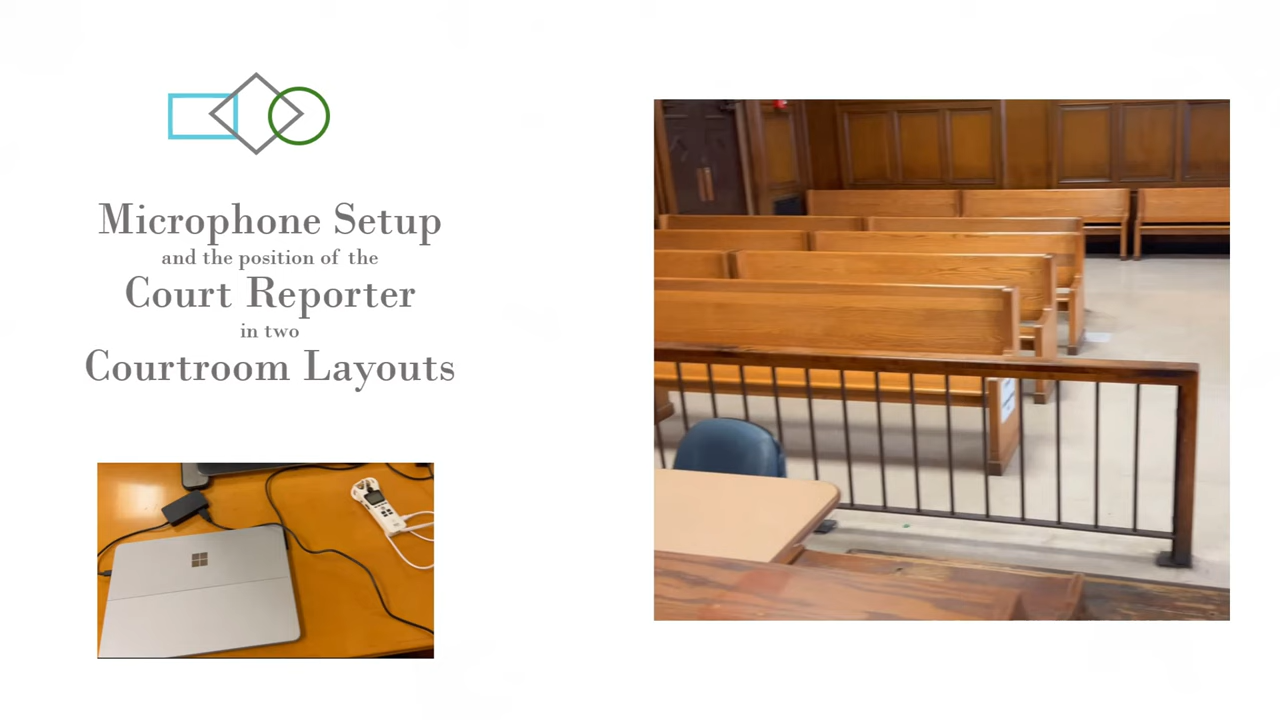 Microphone Setup
and the position of the
Court Reporter
in two
Courtroom Layouts